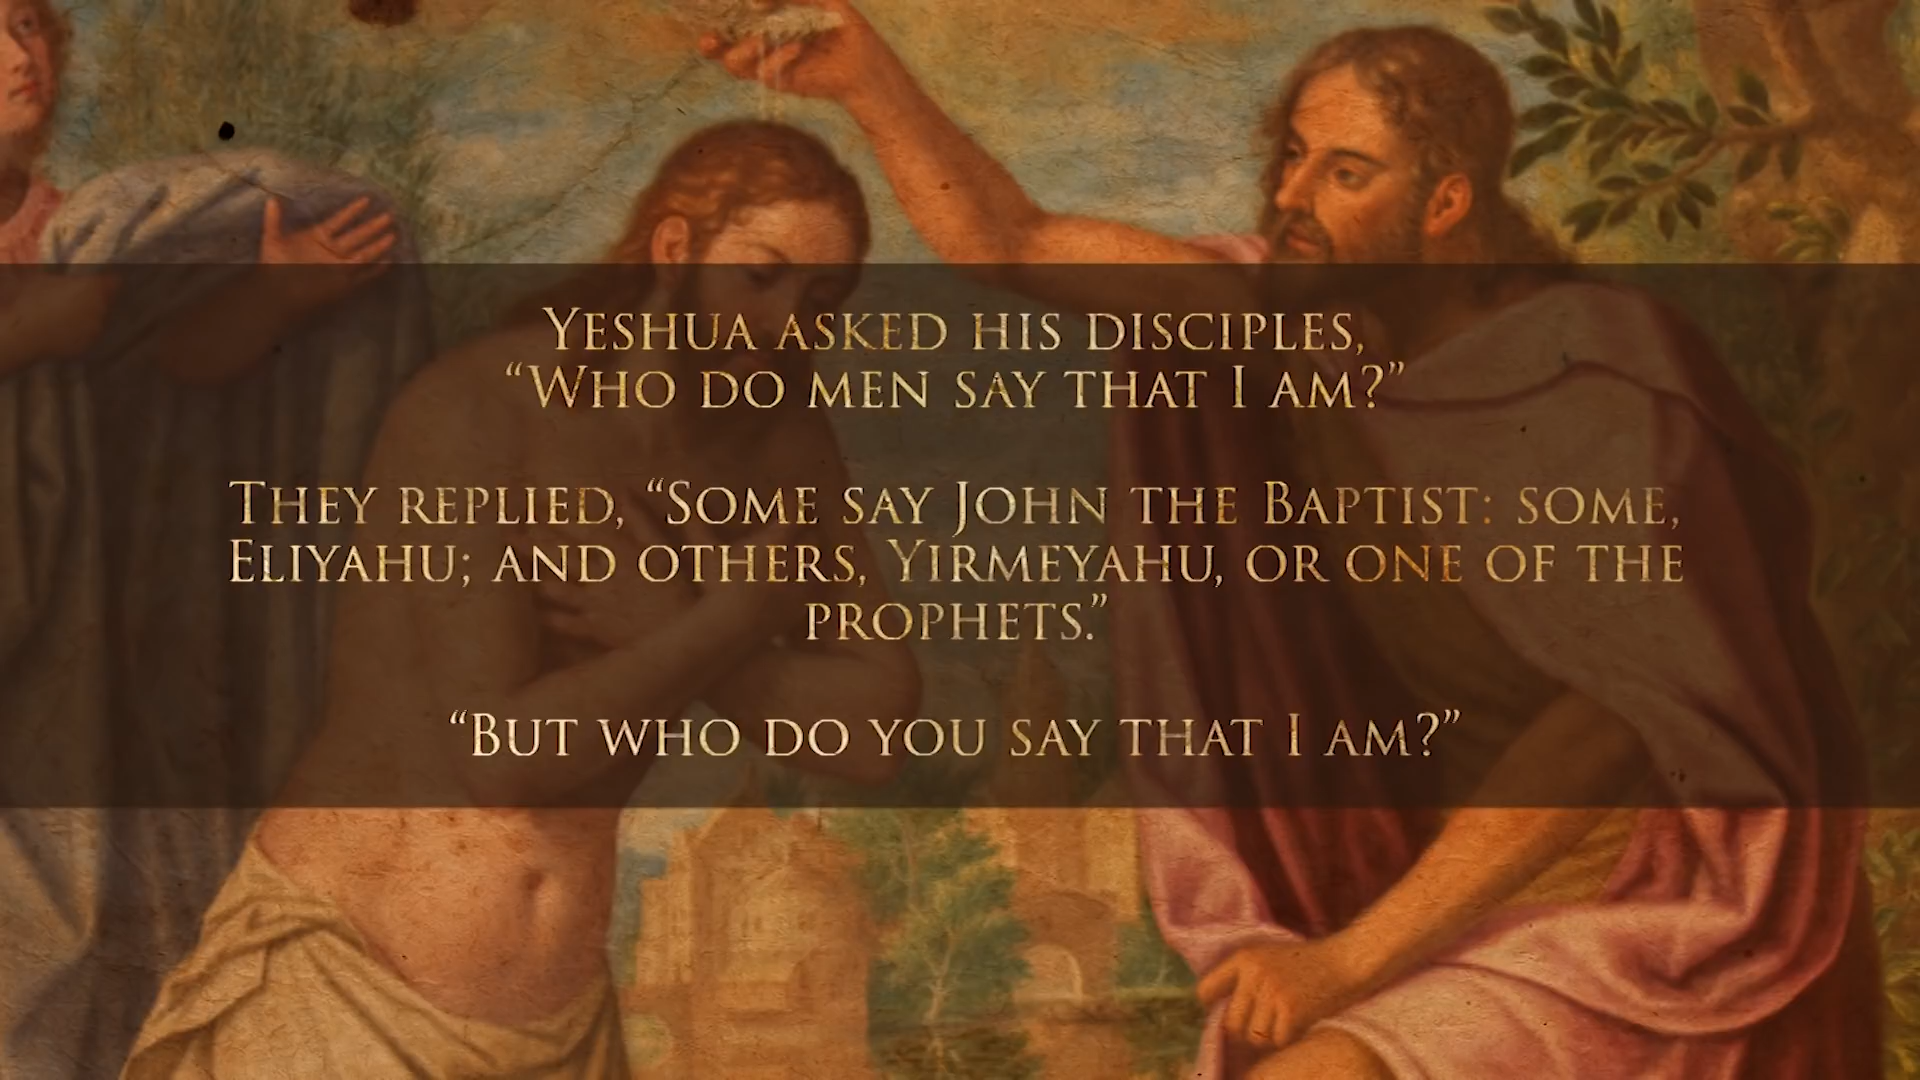 Yeshua asked his disciples,
“Who do men say that I am?”
They replied, “Some say John the Baptist: some,
Eliyahu; and others, Yirmeyahu, or one of the
prophets.”
“But who do you say that I am?”